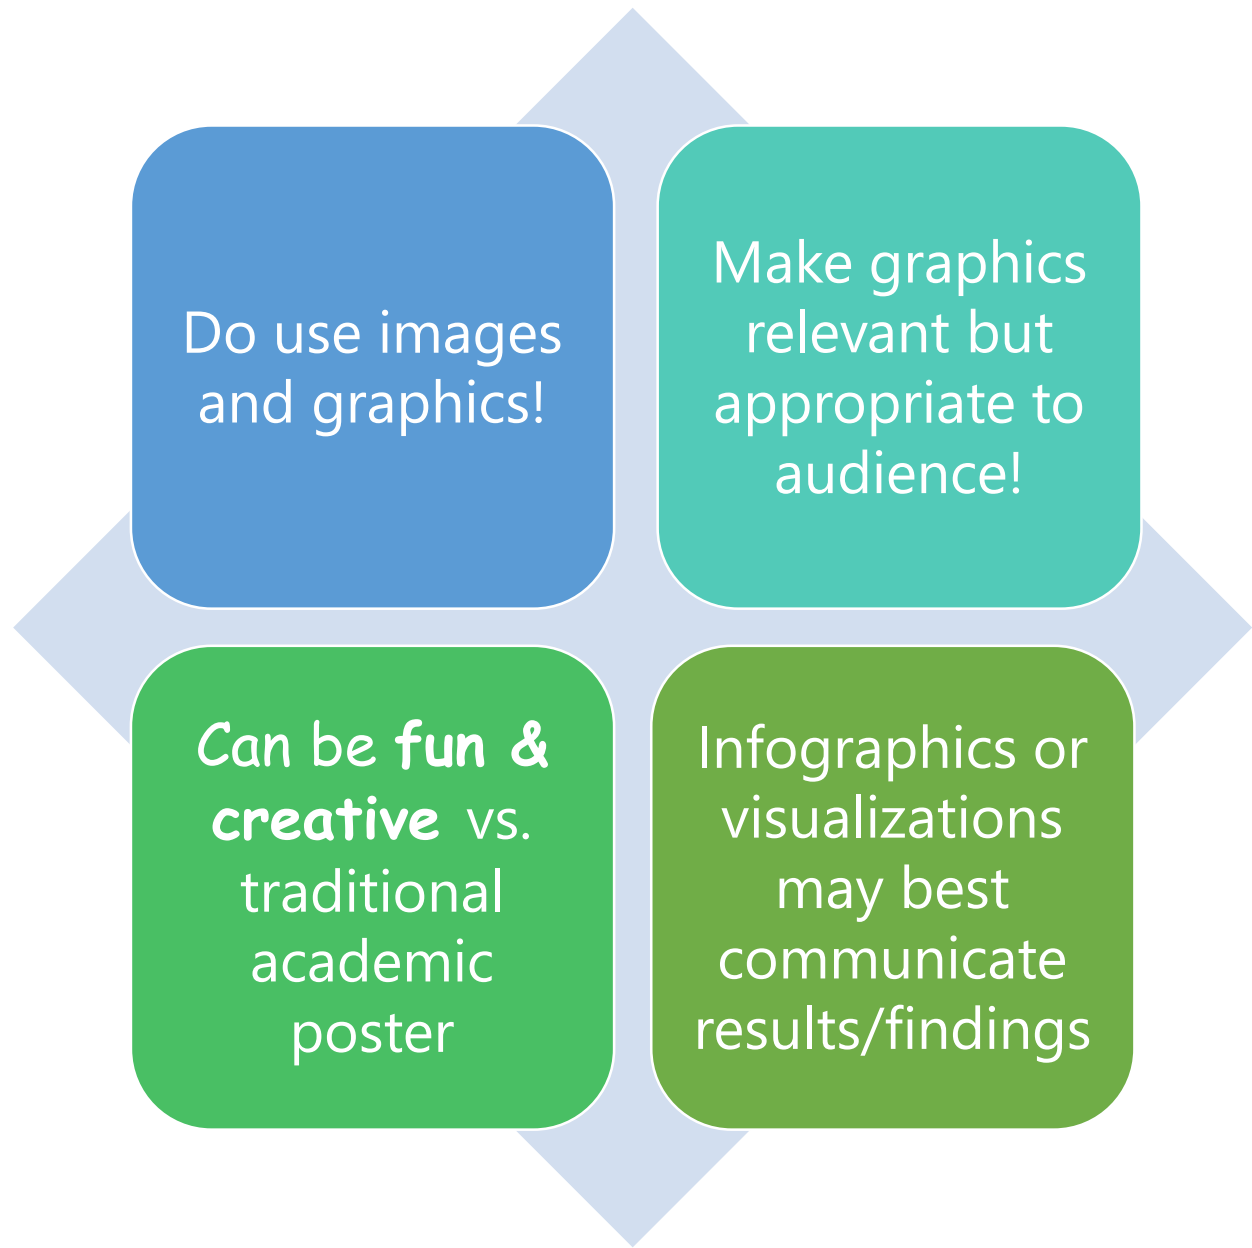 Do use images
and graphics!
Make graphics
relevant but
appropriate to
audience!
Can be fun &
creative vs.
traditional
academic
poster
Infographics or
visualizations
may best
communicate
results/findings